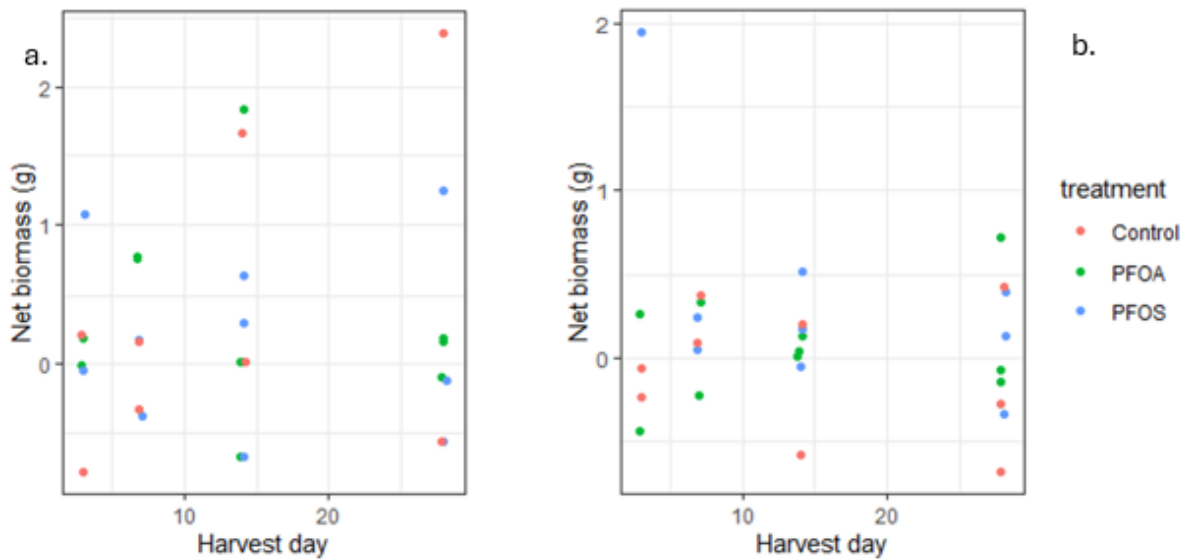 a.
2
1
0
Net biomass (g)
10 20
Harvest day
b.
2
1
0
Net biomass (g)
10 20
Harvest day
treatment
Control
PFOA
PFOS